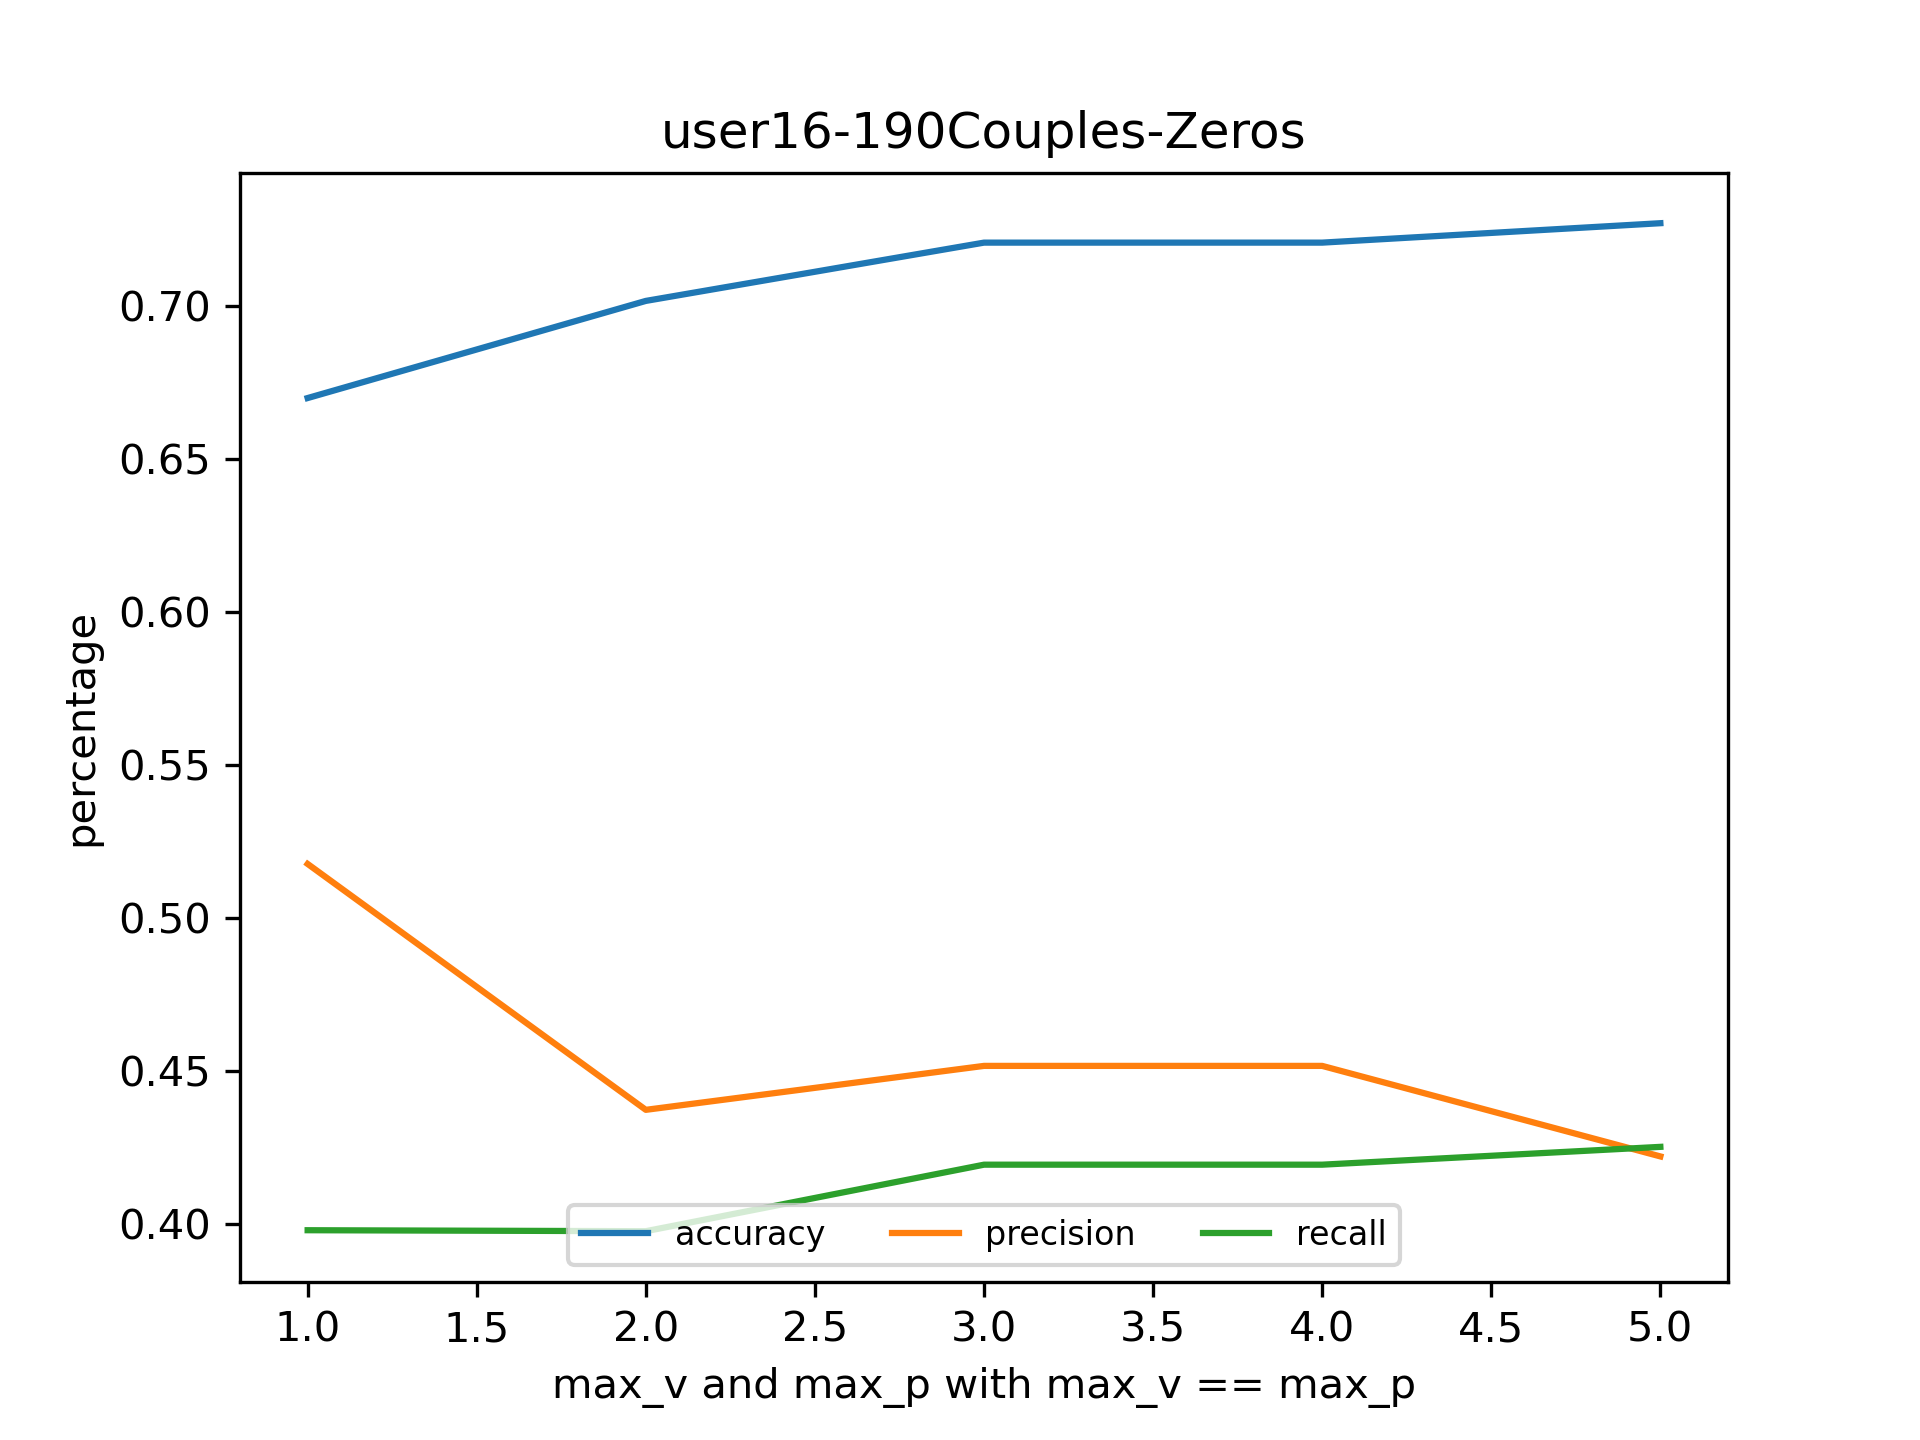 user16-190Couples-Zeros
percentage
0.70
0.65
0.60
0.55
0.50
0.45
0.40
accuracy precision recall
1.0 1.5 2.0 2.5 3.0 3.5 4.0 4.5 5.0
max_v and max_p with max_v == max_p